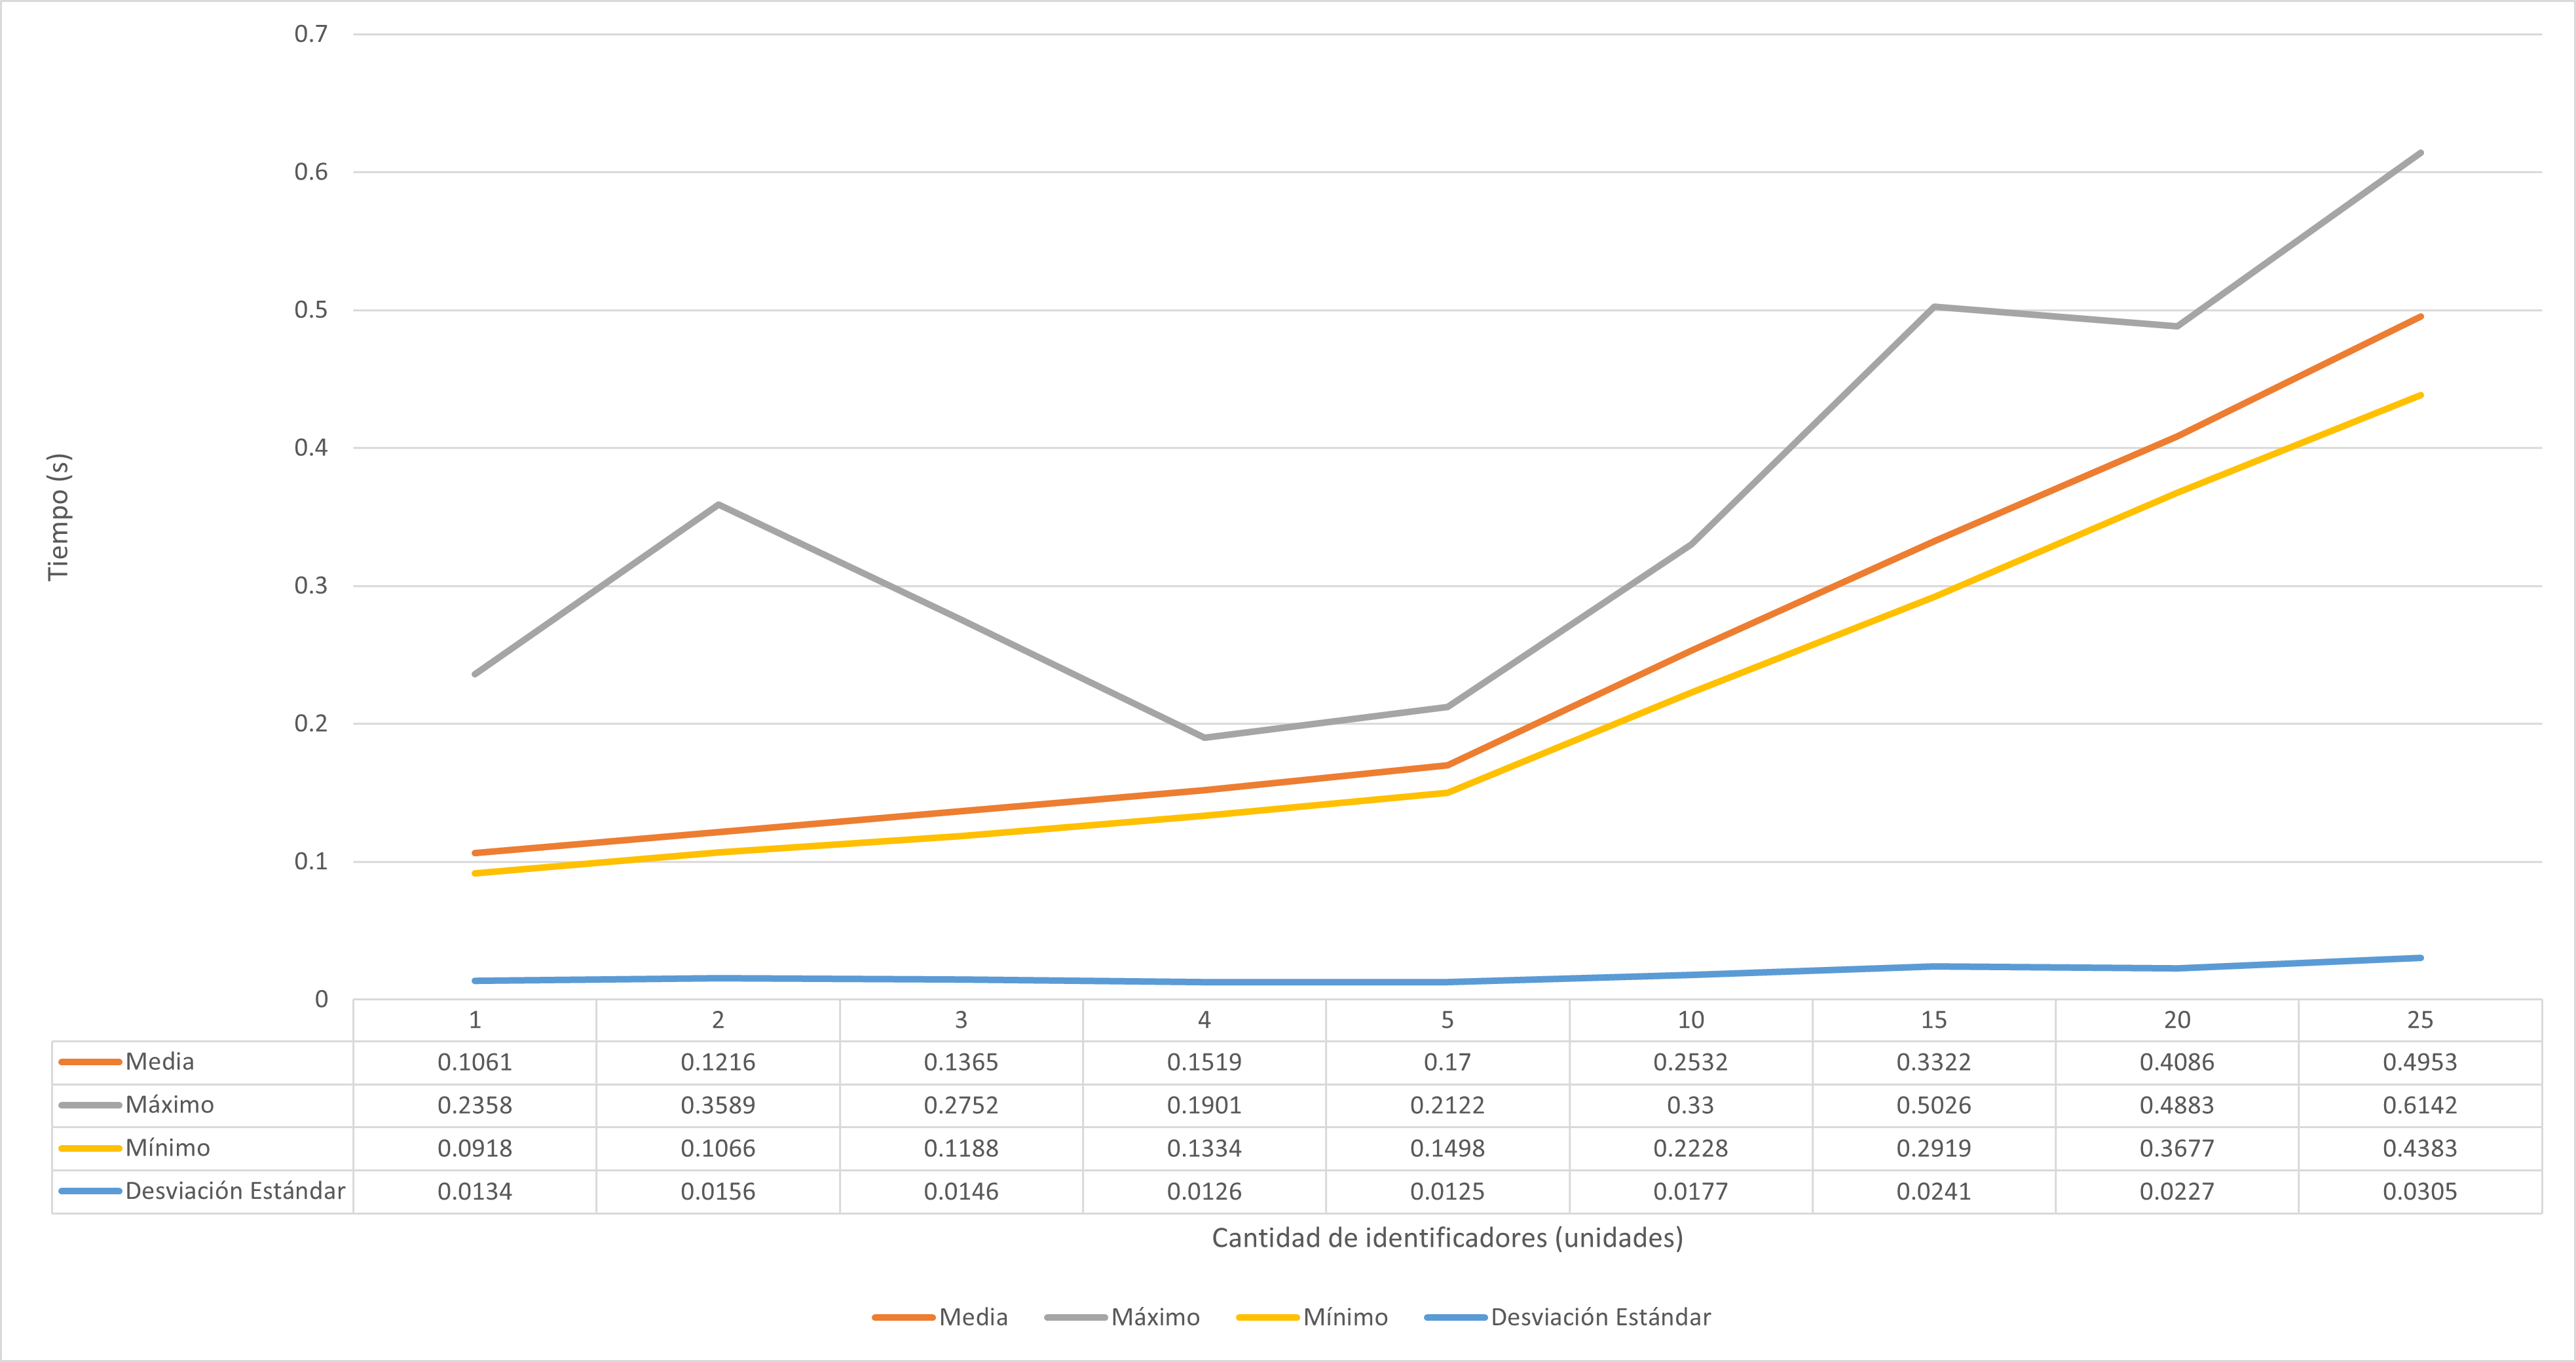 0.7
0.6
0.5
0.4
0.3
0.2
0.1
0
Tiempo (s)
1 2 3 4 5 10 15 20 25
Media 0.1061 0.1216 0.1365 0.1519 0.17 0.2532 0.3322 0.4086 0.4953
Máximo 0.2358 0.3589 0.2752 0.1901 0.2122 0.33 0.5026 0.4883 0.6142
Mínimo 0.0918 0.1066 0.1188 0.1334 0.1498 0.2228 0.2919 0.3677 0.4383
Desviación Estándar 0.0134 0.0156 0.0146 0.0126 0.0125 0.0177 0.0241 0.0227 0.0305
Cantidad de identificadores (unidades)
Media Máximo Mínimo Desviación Estándar